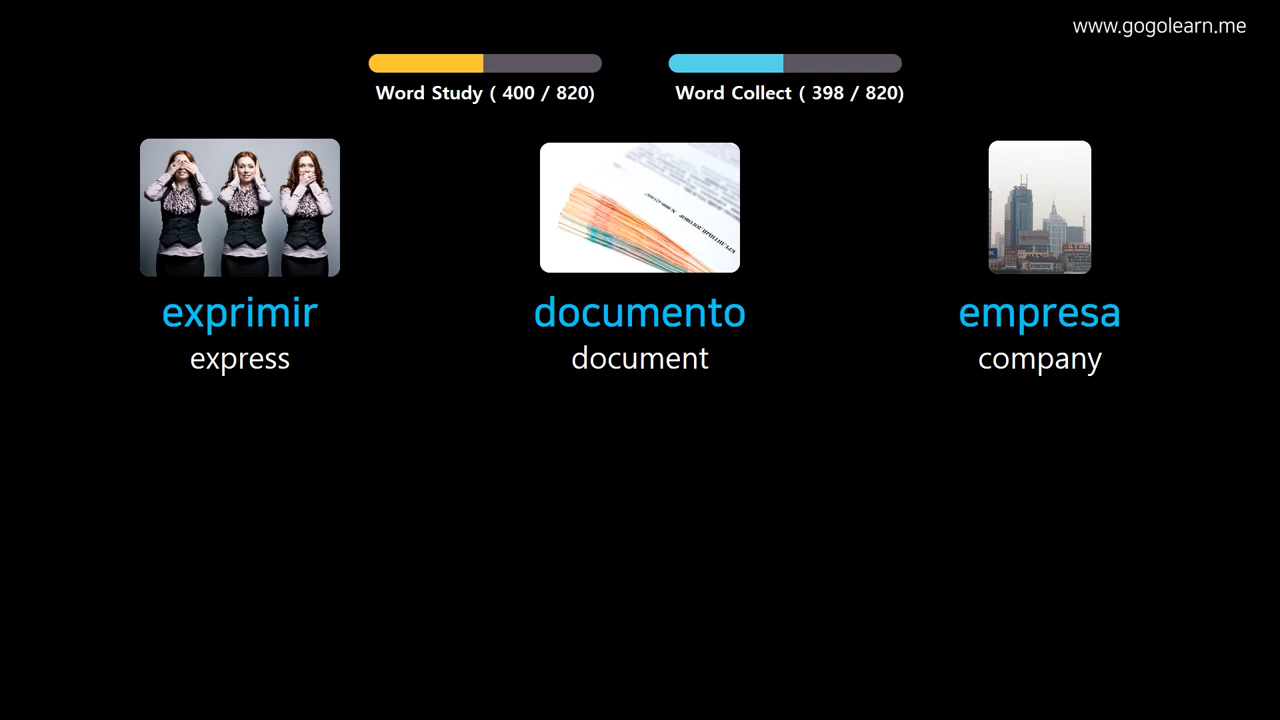 www.gogolearn.me
Word Study ( 400 / 820)
Word Collect ( 398 / 820)
exprimir
express
documento
document
empresa
company